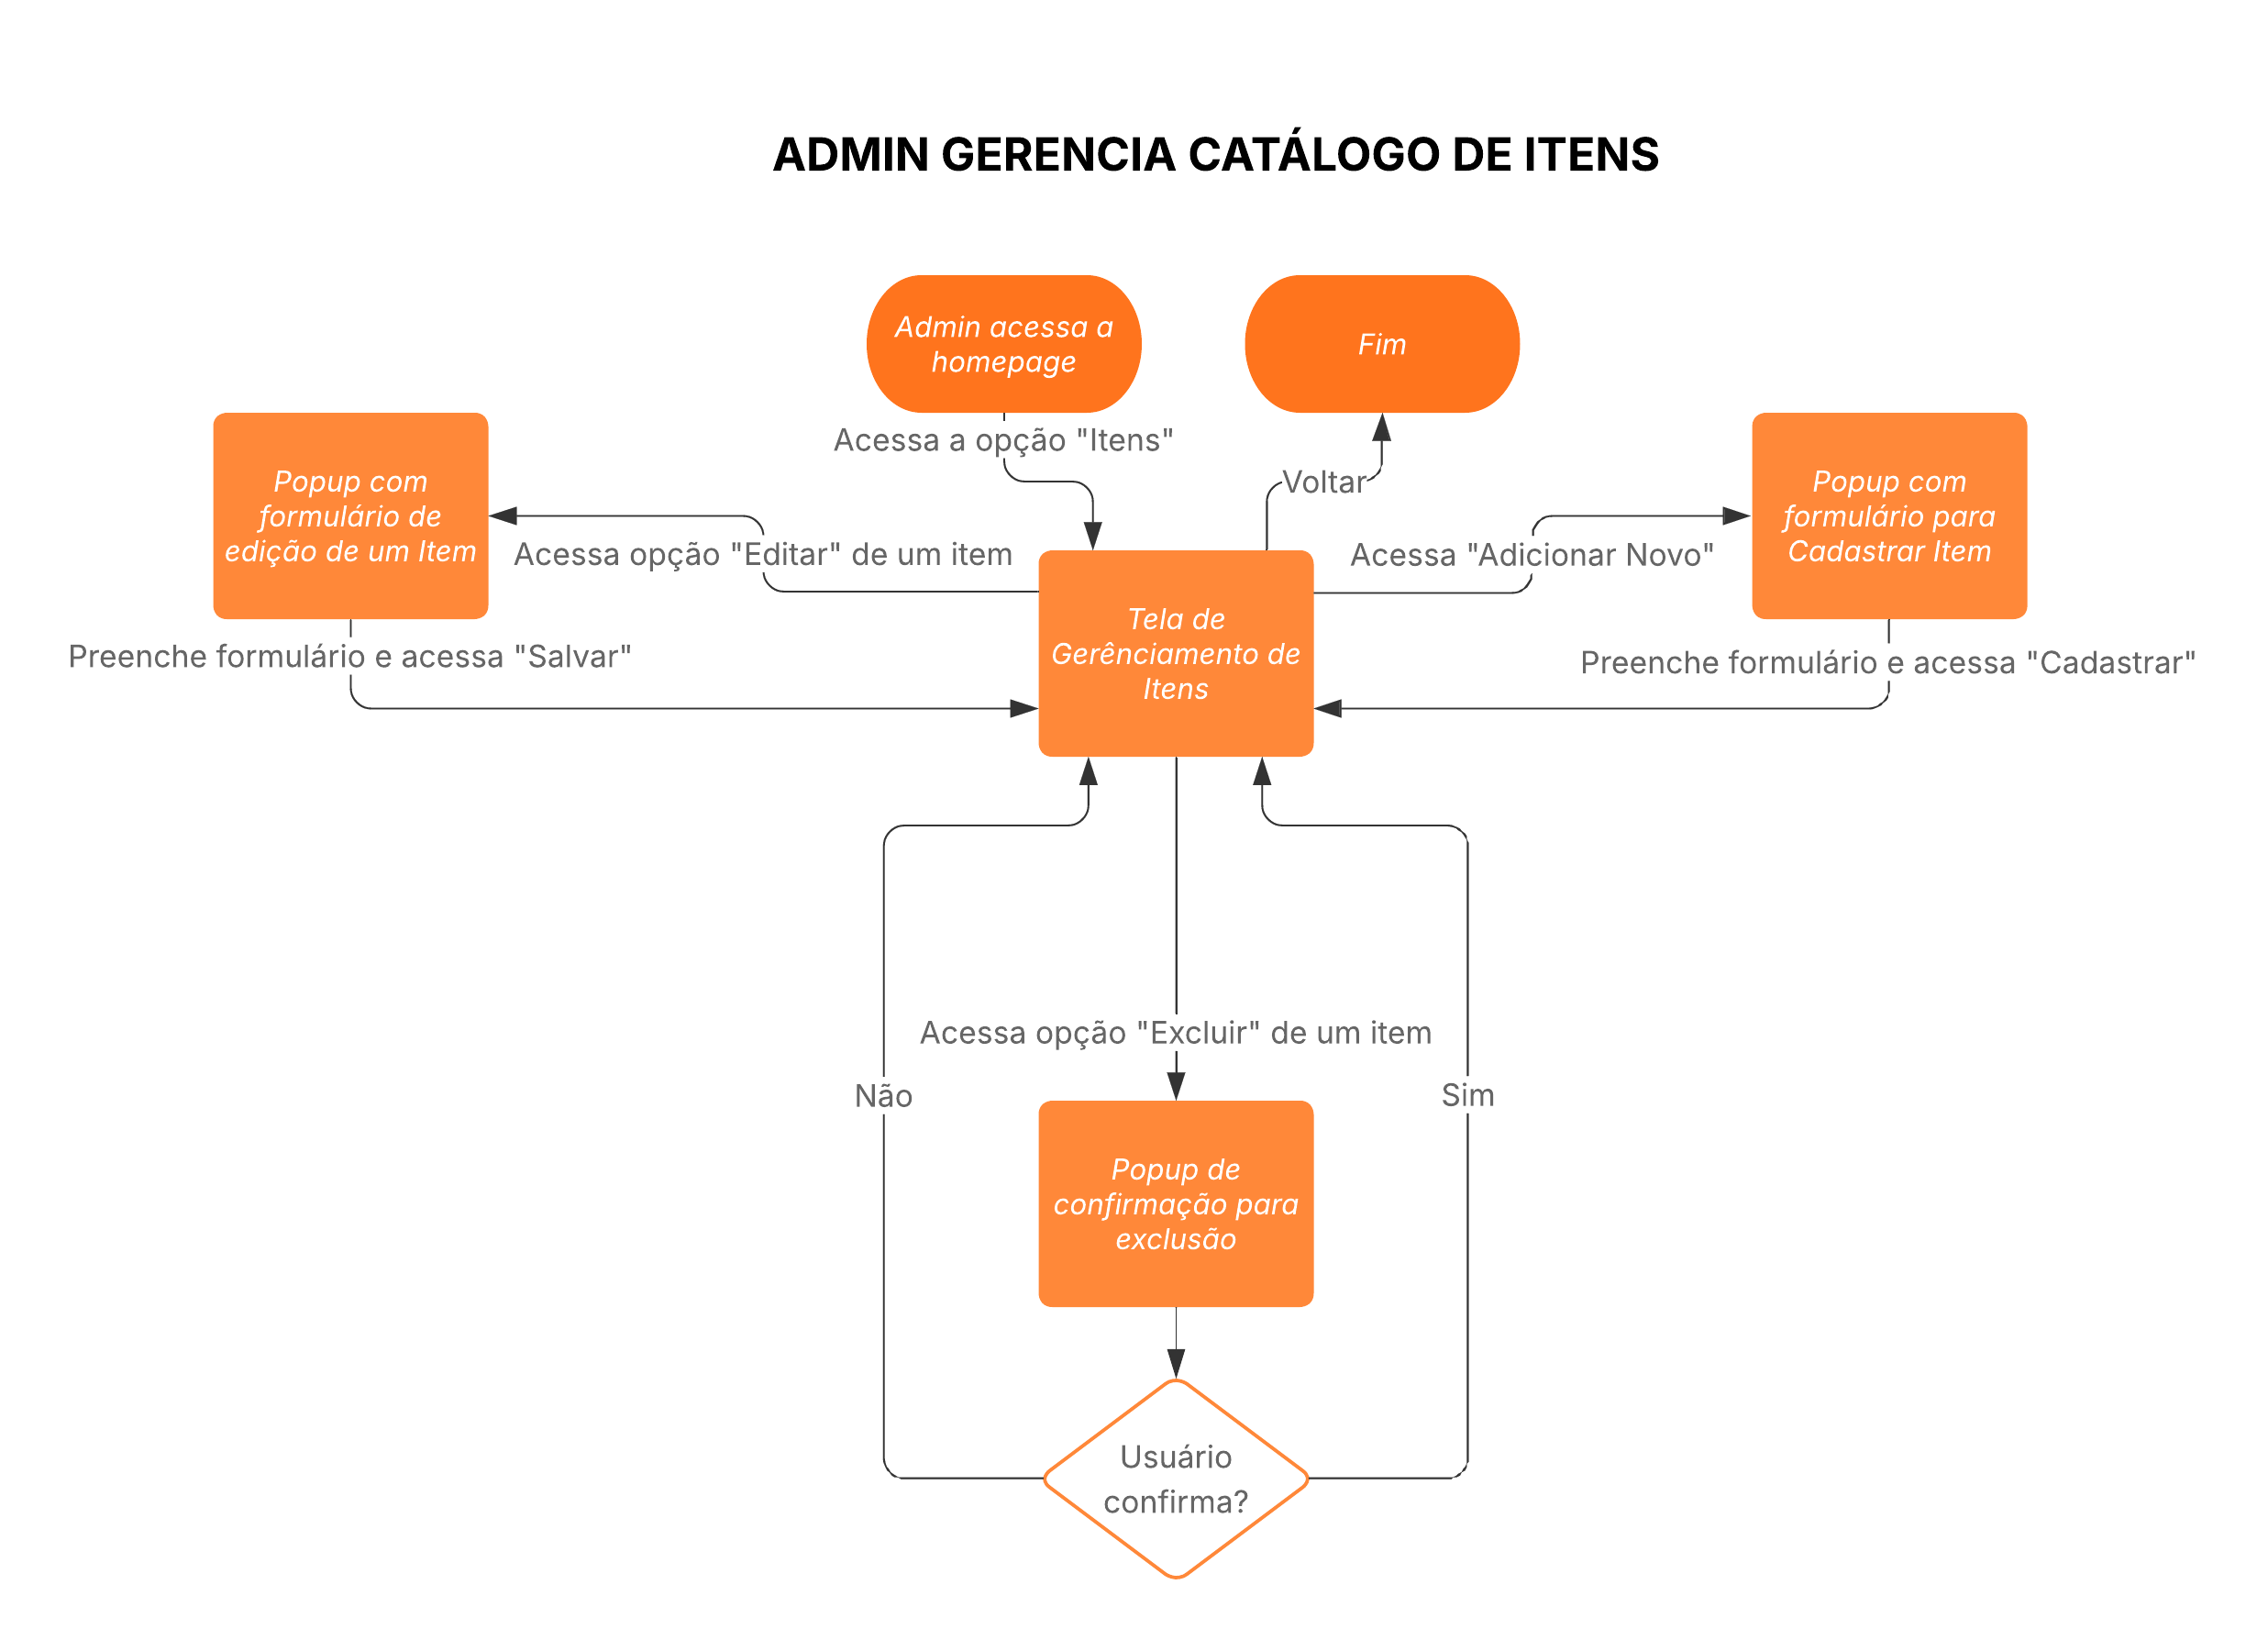 ADMIN GERENCIA CATÁLOGO DE ITENS
Admin acessa a
homepage
Fim
Acessa a opção "Itens"
Voltar
Popup com
formulário de
edição de um Item
Acessa opção "Editar" de um item
Acessa "Adicionar Novo"
Popup com
formulário para
Cadastrar Item
Tela de
Gerênciamento de
Itens
Preenche formulário e acessa "Salvar"
Preenche formulário e acessa "Cadastrar"
Acessa opção "Excluir" de um item
Não
Sim
Popup de
confirmação para
exclusão
Usuário
confirma?